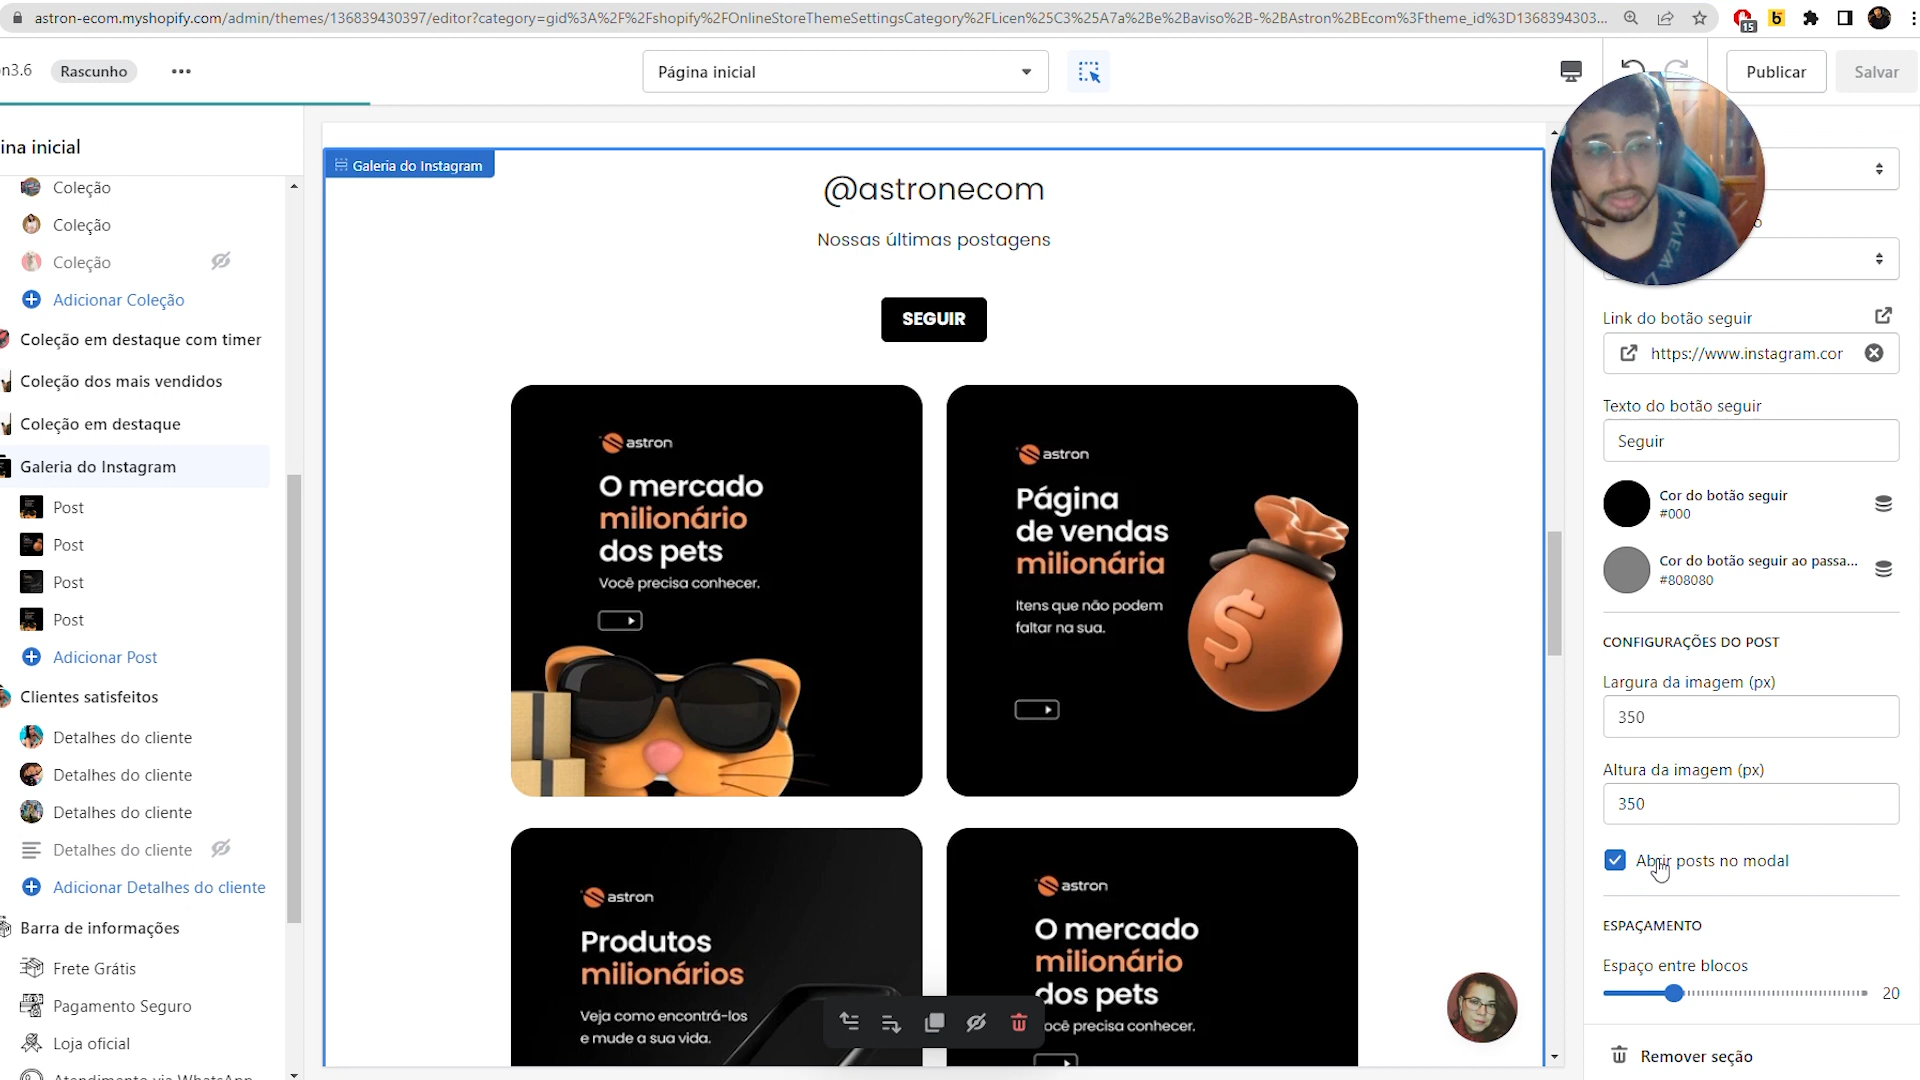 astron-ecom.myshopify.com/admin/themes/136839430397/editor?category=gid%3A%2F%2Fshopify%2FOnlineStoreThemeSettingsCategory%2FLicen%25C3%25A7a%2Be%2Baviso%2B-%2BAstron%2BEcom%3Ftheme_id%3D1368394303...
15
n3.6 Rascunho
Página inicial
Publicar
Salvar
ina inicial
Coleção
Coleção
Coleção
Adicionar Coleção
Coleção em destaque com timer
Coleção dos mais vendidos
Coleção em destaque
Galeria do Instagram
Post
Post
Post
Post
Adicionar Post
Clientes satisfeitos
Detalhes do cliente
Detalhes do cliente
Detalhes do cliente
Detalhes do cliente
Adicionar Detalhes do cliente
Barra de informações
Frete Grátis
Pagamento Seguro
Loja oficial
Atendimento via WhatsApp
Galeria do Instagram
@astronecom
Nossas últimas postagens
SEGUIR
astron
O mercado
milionário
dos pets
Você precisa conhecer.
astron
Página
de vendas
milionária
Itens que não podem
faltar na sua.
$
astron
Produtos
milionários
Veja como encontrá-los
e mude a sua vida.
astron
O mercado
milionário
dos pets
ocê precisa conhecer.
Link do botão seguir
https://www.instagram.cor
Texto do botão seguir
Seguir
Cor do botão seguir
#000
Cor do botão seguir ao passa...
#808080
CONFIGURAÇÕES DO POST
Largura da imagem (px)
350
Altura da imagem (px)
350
Abrir posts no modal
ESPAÇAMENTO
Espaço entre blocos
20
Remover seção